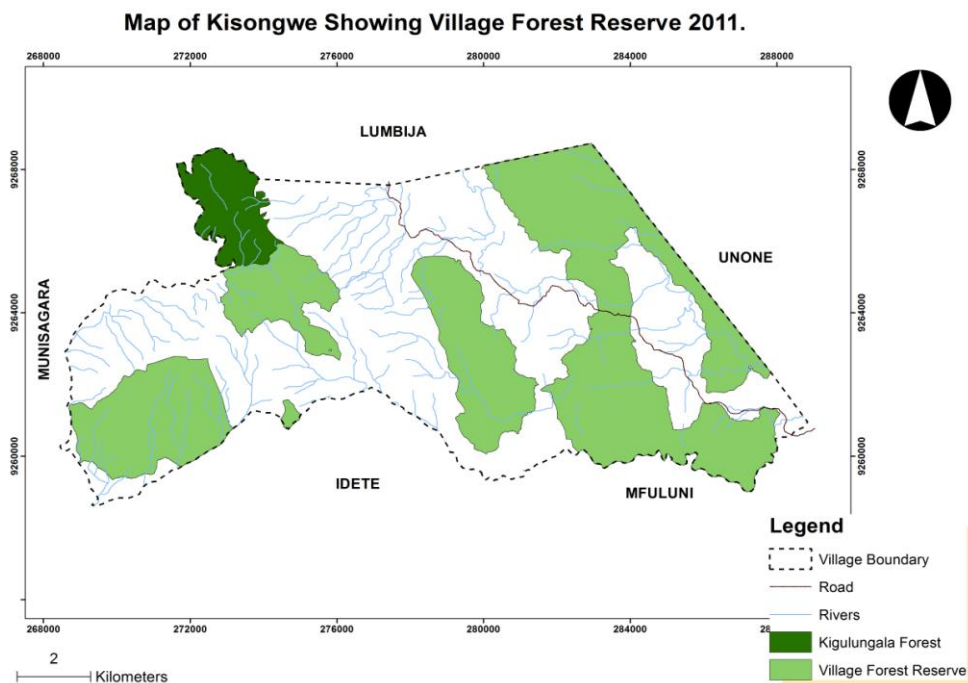 Map of Kisongwe Showing Village Forest Reserve 2011.
268000 272000 276000 280000 284000 288000
LUMBIJA
9268000 9268000
UNONE
MUNISAGARA
9264000 9264000
9260000 9260000
IDETE
MFULUNI
Legend
Village Boundary
Road
Rivers
Kigulungala Forest
Village Forest Reserve
268000 272000 276000 280000 284000
2
Kilometers